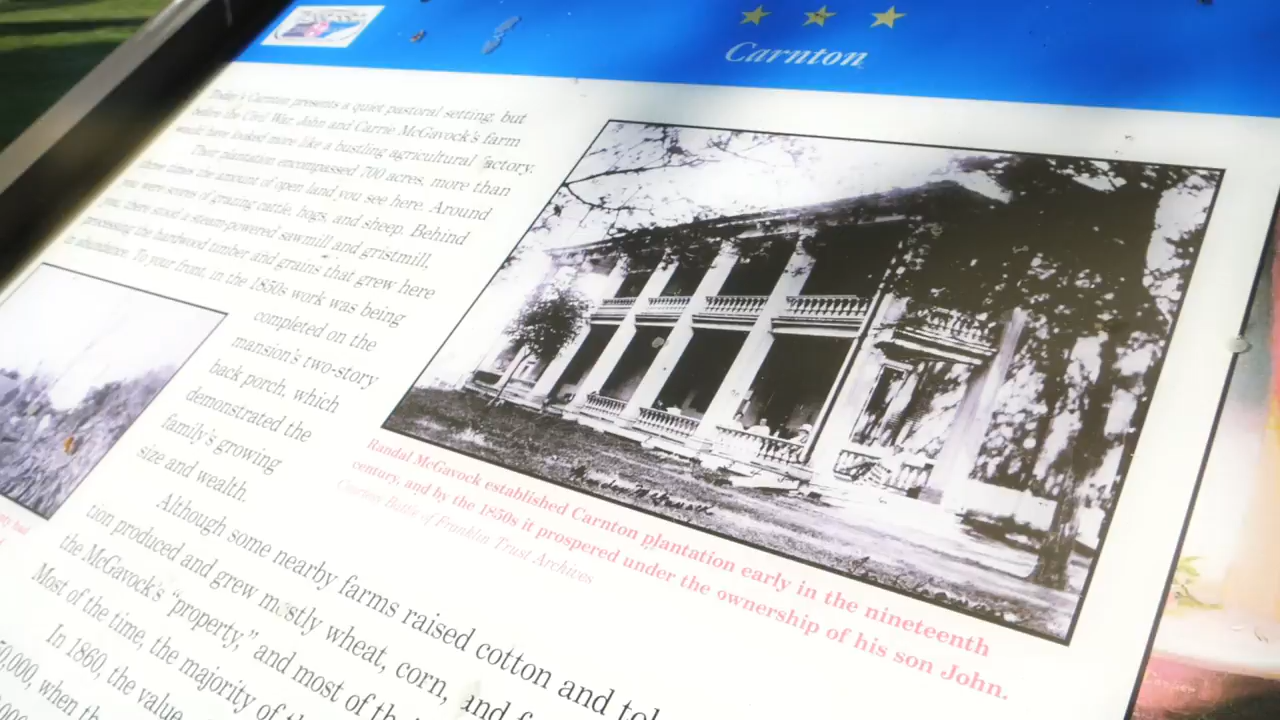 Carnton
Today Carnton presents a quiet pastoral setting, but
before the Civil War, John and Carrie McGavock's farm
would have looked more like a bustling agricultural factory.
Their plantation encompassed 700 acres, more than
three times the amount of open land you see here. Around
you were scores of grazing cattle, hogs, and sheep. Behind
you, there stood a steam-powered sawmill and gristmill,
processing the hardwood timber and grains that grew here
in abundance. To your front, in the 1850s work was being
completed on the
mansion's two-story
back porch, which
demonstrated the
family's growing
size and wealth.
Although some nearby farms raised cotton and
tion produced and grew mostly wheat, corn, and
the McGavock's "property," and most of
Most of the time, the majority of
In 1860, the value
when
Randal McGavock established Carnton plantation early in the nineteenth
century, and by the 1850s it prospered under the ownership of his son John.
Courtesy Battle of Franklin Trust Archives